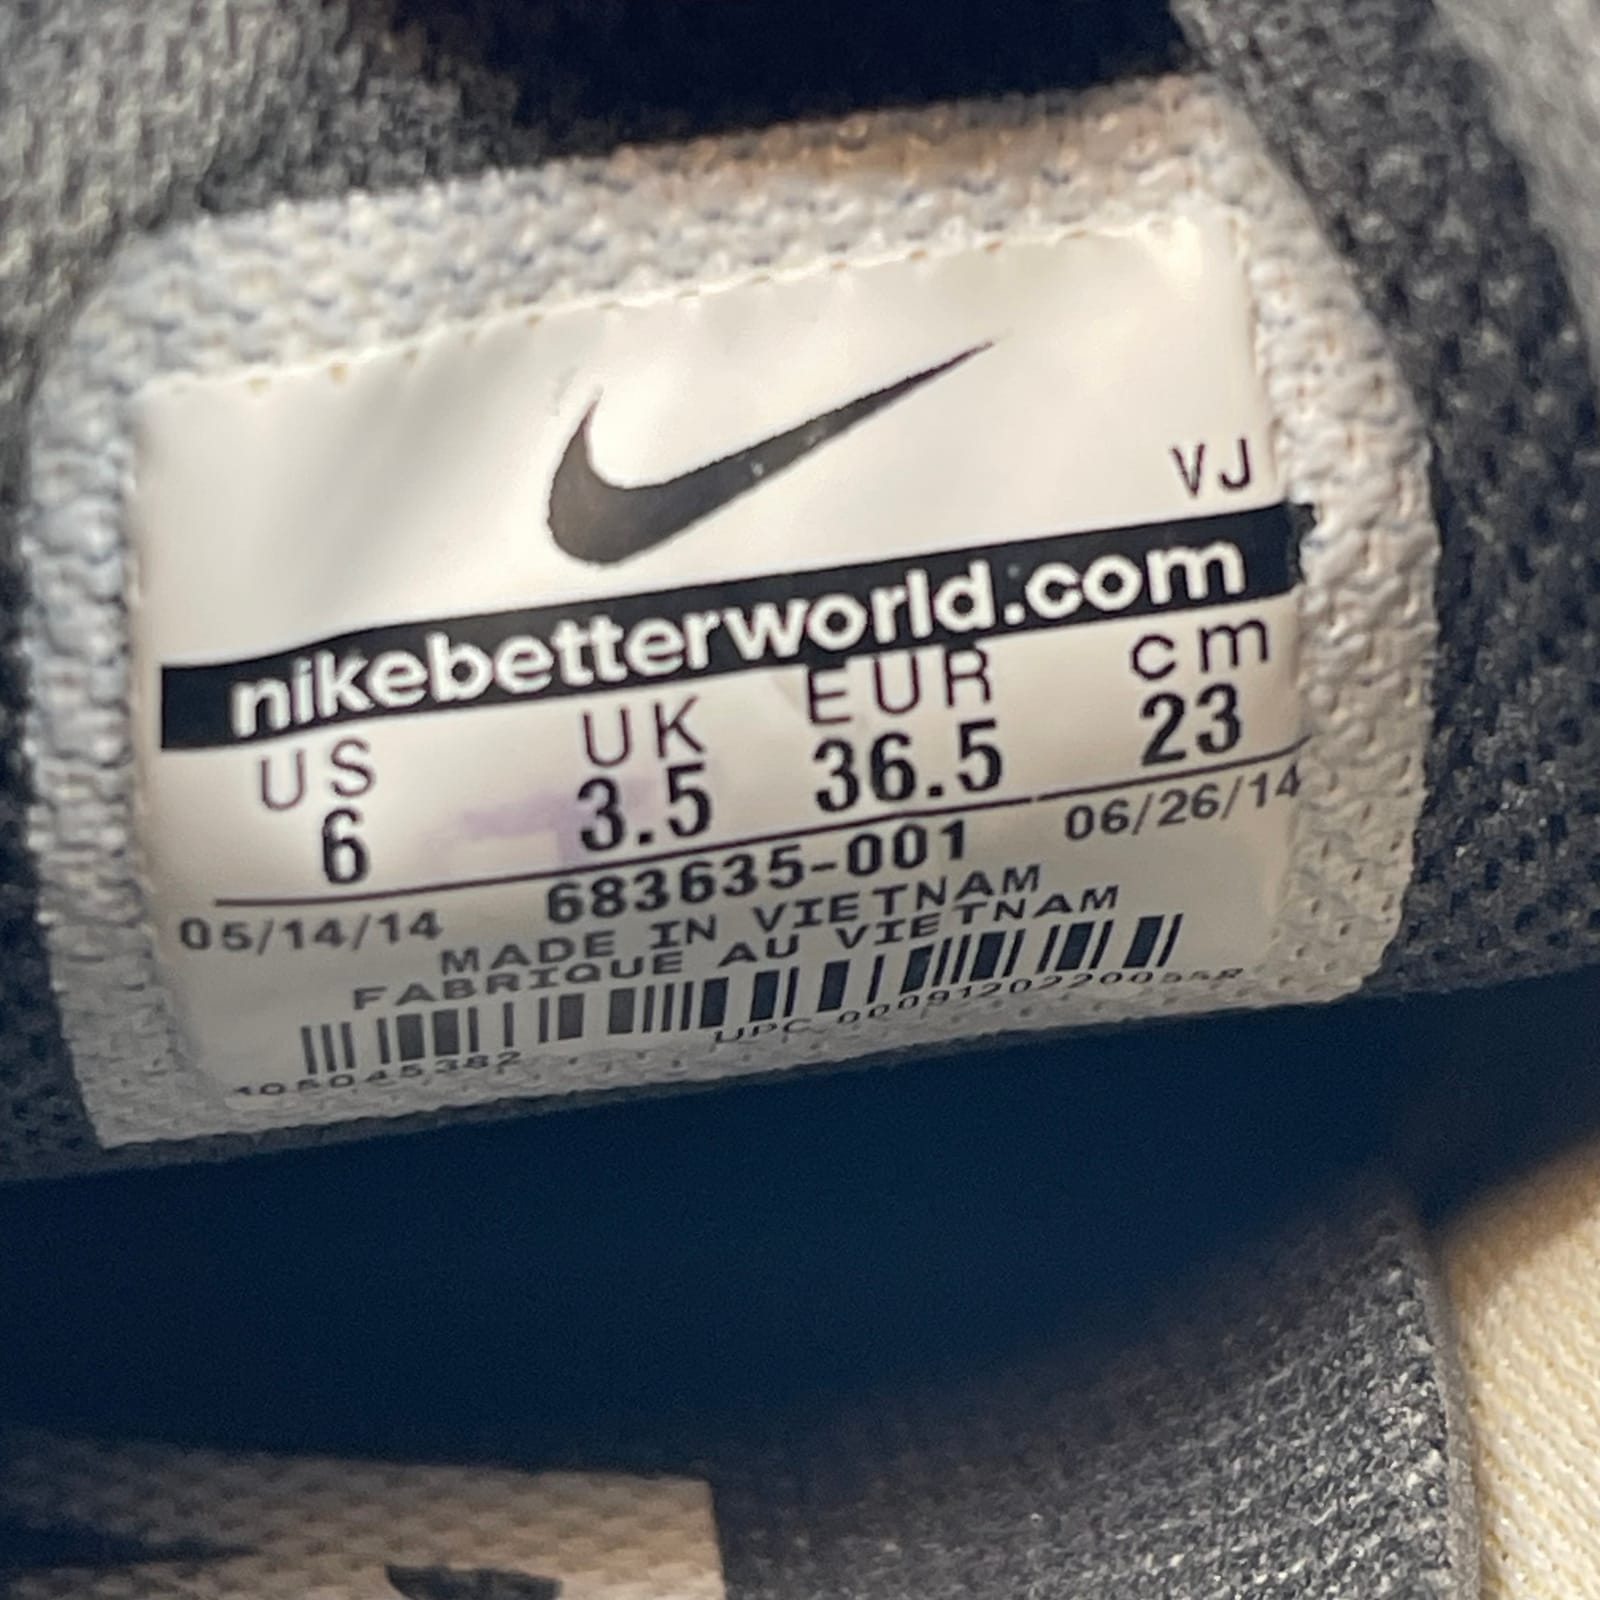 VJ
nikebetterworld.com
US UK EUR cm
6 3.5 36.5 23
05/14/14 683635-001 06/26/14
MADE IN VIETNAM
FABRIQUE AU VIETNAM
UPC